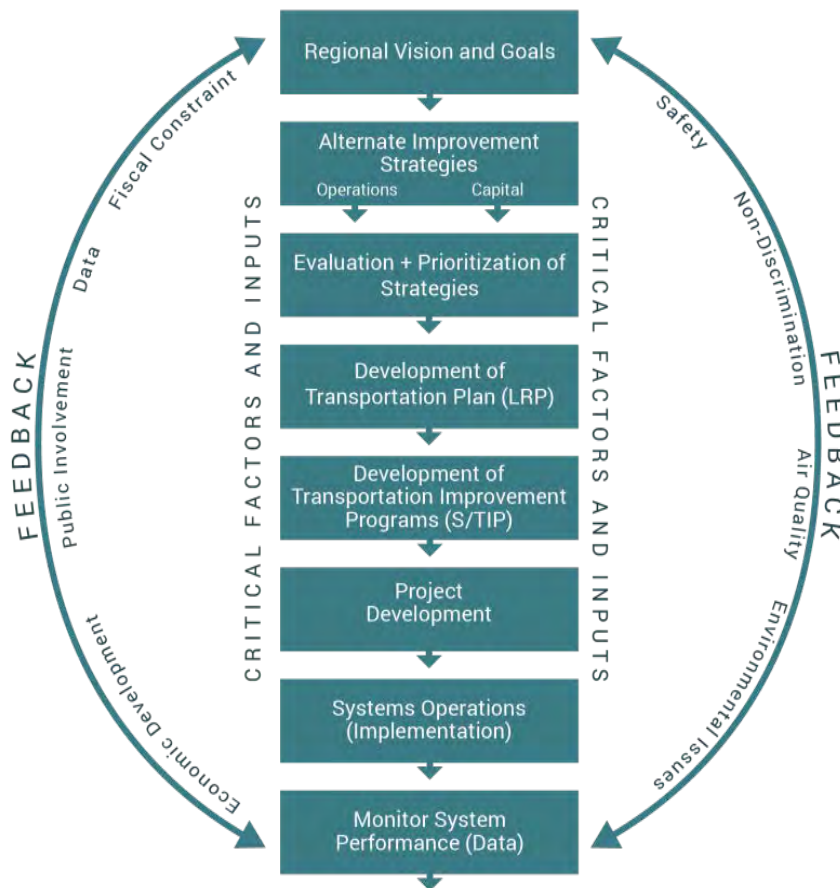 Regional Vision and Goals
Alternate Improvement
Strategies
Operations
Capital
Evaluation + Prioritization of
Strategies
Development of
Transportation Plan (LRP)
Development of
Transportation Improvement
Programs (S/TIP)
Project
Development
Systems Operations
(Implementation)
Monitor System
Performance (Data)
FEEDBACK
Fiscal Constraint
Data
Public Involvement
Economic Development
CRITICAL FACTORS AND INPUTS
CRITICAL FACTORS AND INPUTS
Safety
Non-Discrimination
Air Quality
Environmental Issues
FEEDBACK